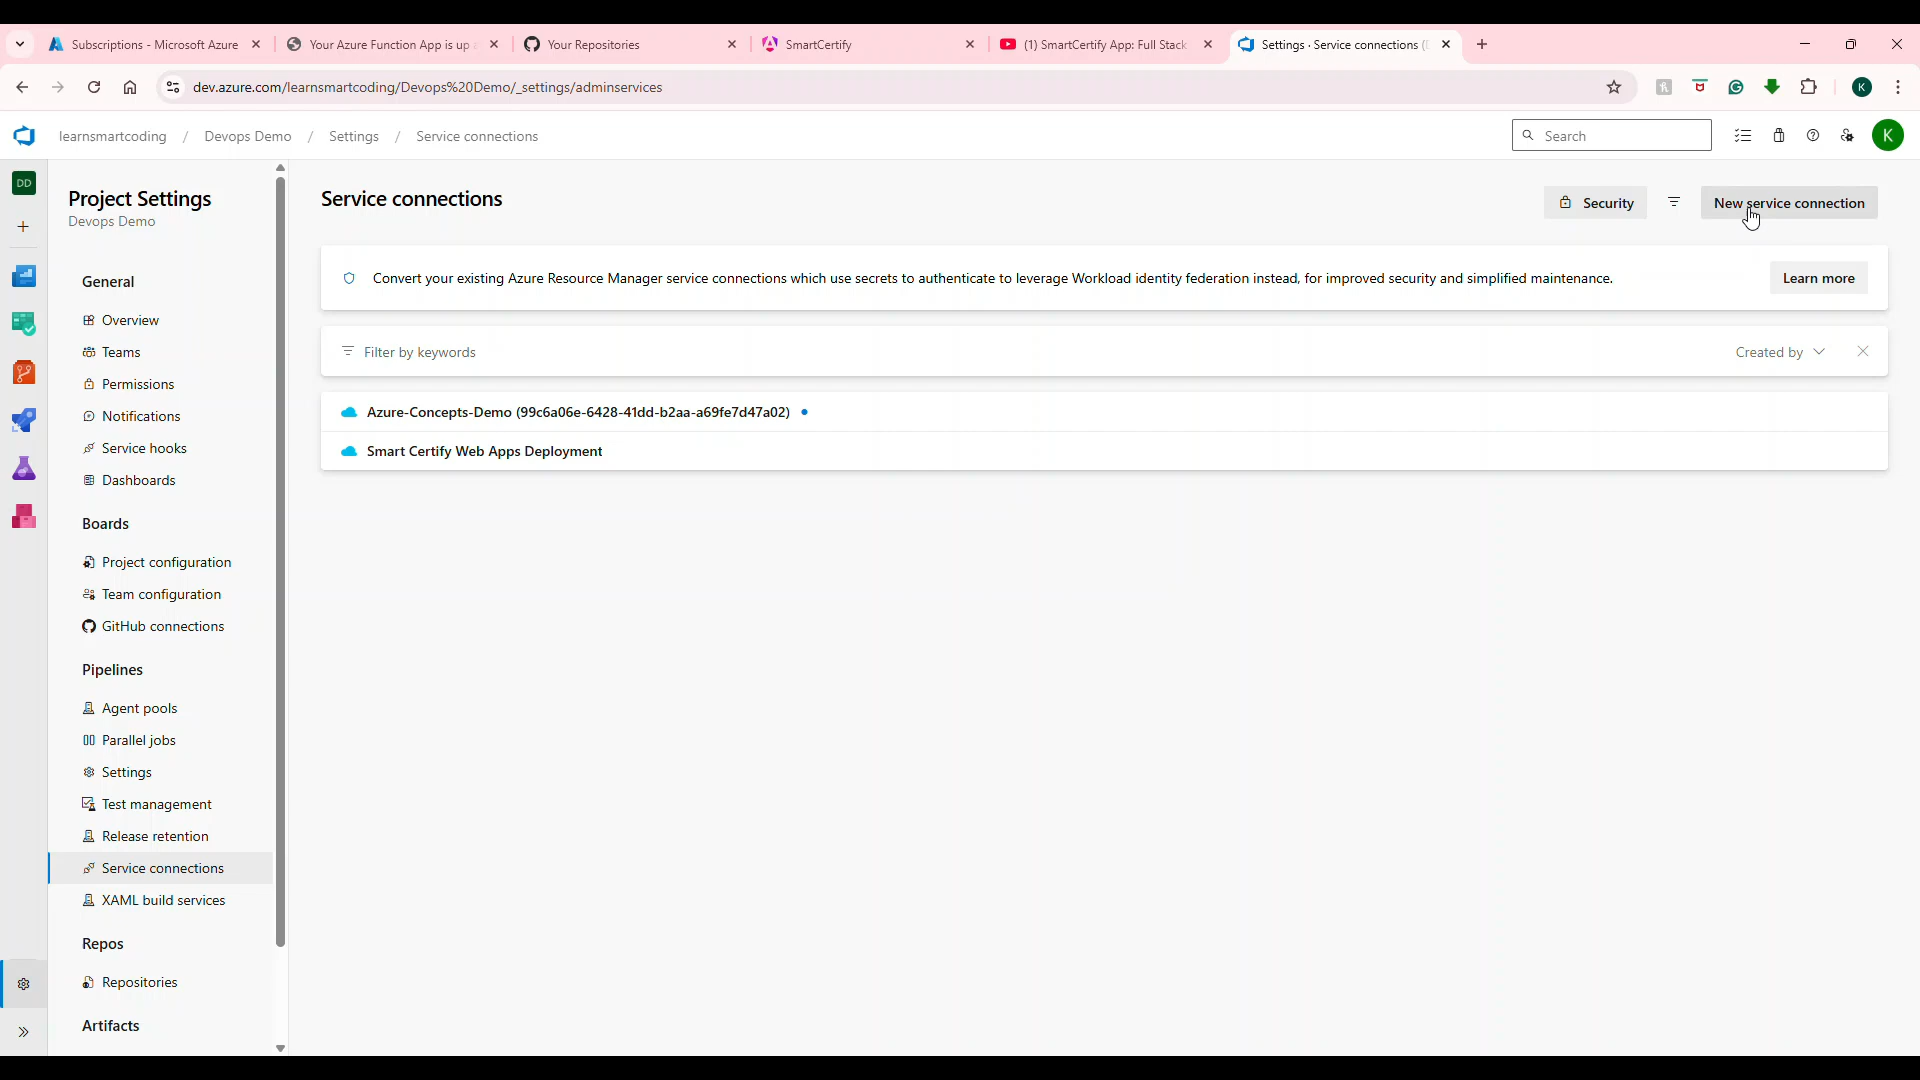 Subscriptions - Microsoft Azure
Your Azure Function App is up
Your Repositories
SmartCertify
(1) SmartCertify App: Full Stack
Settings · Service connections (
dev.azure.com/learnsmartcoding/Devops%20Demo/_settings/adminservices
K
learnsmartcoding / Devops Demo / Settings / Service connections
Search
K
DD
Project Settings
Devops Demo
General
Overview
Teams
Permissions
Notifications
Service hooks
Dashboards
Boards
Project configuration
Team configuration
GitHub connections
Pipelines
Agent pools
Parallel jobs
Settings
Test management
Release retention
Service connections
XAML build services
Repos
Repositories
Artifacts
Service connections
Security
New service connection
Convert your existing Azure Resource Manager service connections which use secrets to authenticate to leverage Workload identity federation instead, for improved security and simplified maintenance.
Learn more
Filter by keywords
Created by
Azure-Concepts-Demo (99c6a06e-6428-41dd-b2aa-a69fe7d47a02)
Smart Certify Web Apps Deployment